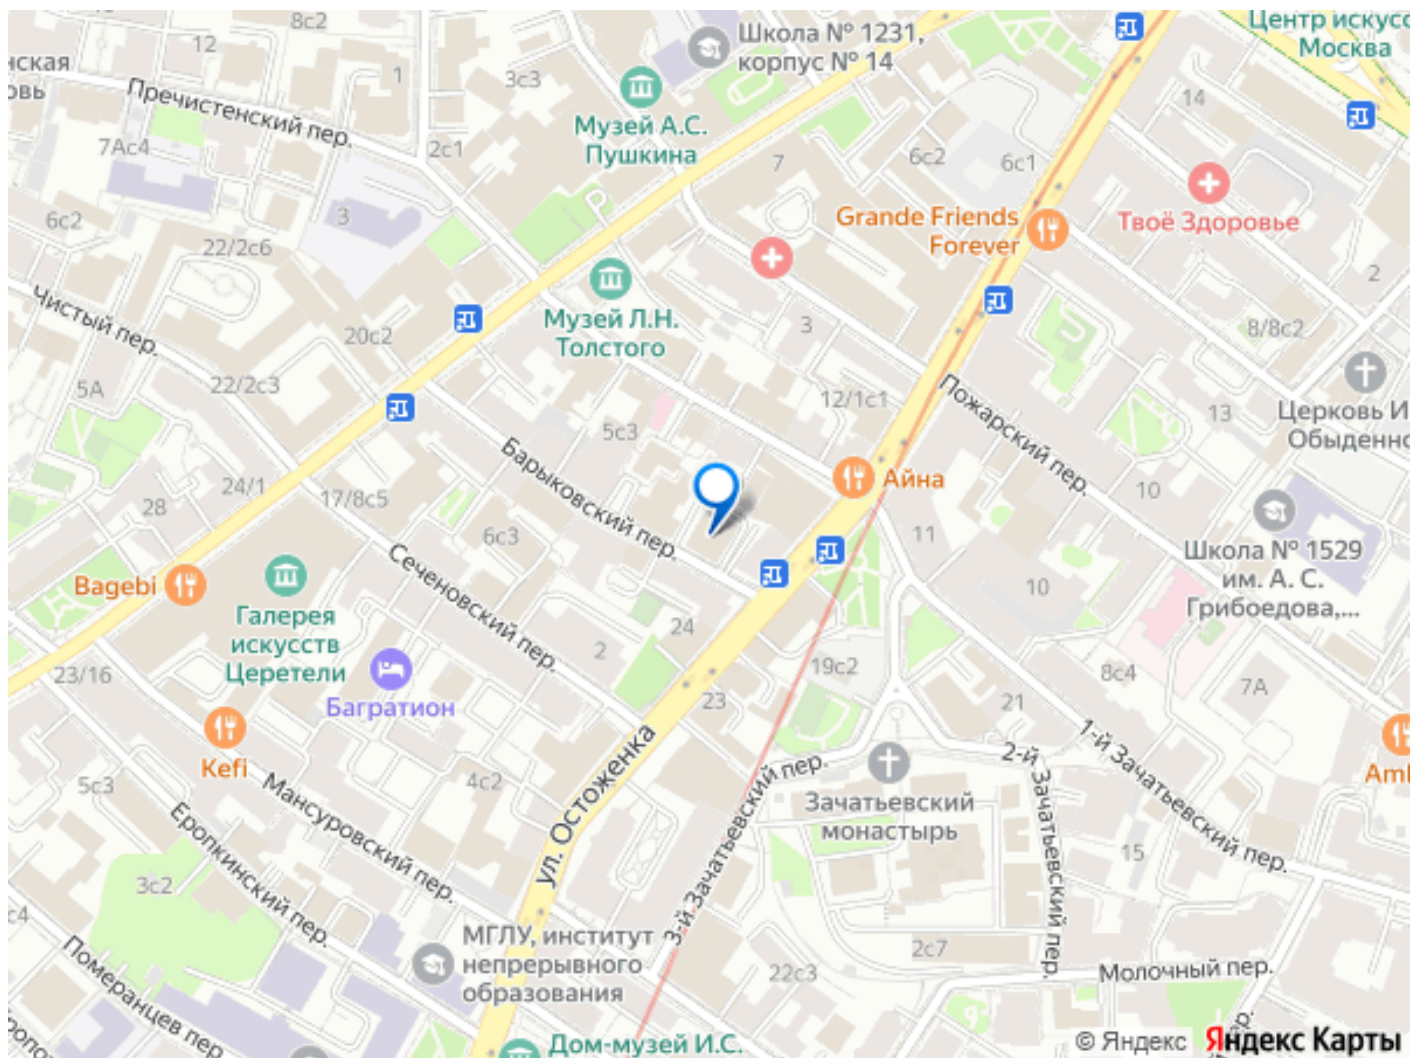 8с2
12
нская
овь
1
3с3
Школа № 1231,
корпус № 14
Центр искусс
Москва
Пречистенский пер.
7Ас4
2с1
Музей А.С.
Пушкина
7
6с2
6с1
14
Твоё Здоровье
Grande Friends
Forever
6с2
3
22/2с6
P
2
Чистый пер.
20с2
Музей Л.Н.
Толстого
3
8/8с2
5А
22/2с3
12/1с1
Пожарский пер.
13
Церковь И
Обыденно
5с3
Барыковский пер.
Айна
24/1
17/8с5
28
6с3
11
10
Школа № 1529
им. А. С.
Грибоедова,...
Bagebi
Сеченовский пер.
10
Галерея
искусств
Церетели
24
2
19с2
8с4
7А
23/16
Багратион
23
21
Kefi
ул. Остоженка
1-й Зачатьевский пер.
2-й Зачатьевский пер.
3-й Зачатьевский пер.
Зачатьевский
монастырь
Amb
5с3
4с2
Мансуровский пер.
Еропкинский пер.
15
3с2
с4
МГЛУ, институт
непрерывного
образования
2с7
22с3
Молочный пер.
Померанцев пер.
Дом-музей И.С.
© Яндекс
Яндекс Карты